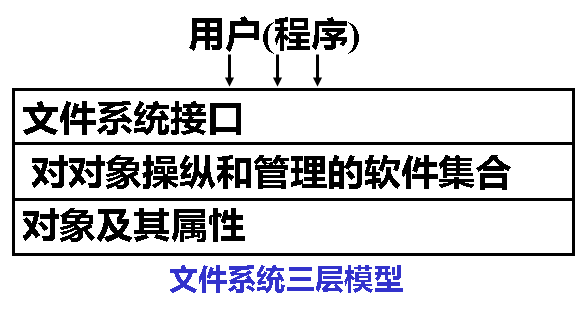 用户(程序)
文件系统接口
对对象操纵和管理的软件集合
对象及其属性
文件系统三层模型